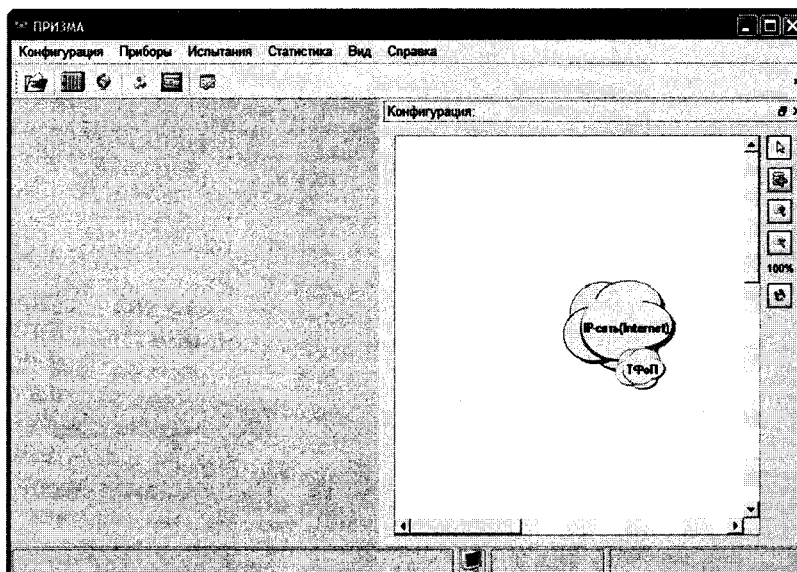 ПРИЗМА
Конфигурация Приборы Испытания Статистика Вид Справка
Конфигурация:
100%
IP-сеть(Internet)
ТФоП